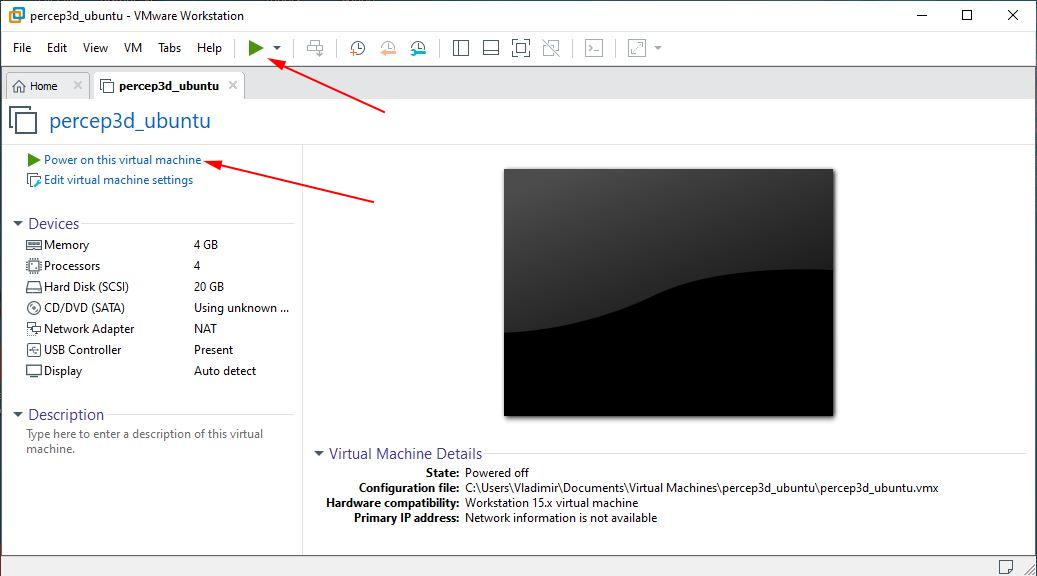 percep3d_ubuntu - VMware Workstation
File Edit View VM Tabs Help
Home percep3d_ubuntu
percep3d_ubuntu
Power on this virtual machine
Edit virtual machine settings
Devices
Memory 4 GB
Processors 4
Hard Disk (SCSI) 20 GB
CD/DVD (SATA) Using unknown ...
Network Adapter NAT
USB Controller Present
Display Auto detect
Description
Type here to enter a description of this virtual
machine.
Virtual Machine Details
State: Powered off
Configuration file: C:\Users\Vladimir\Documents\Virtual Machines\percep3d_ubuntu\percep3d_ubuntu.vmx
Hardware compatibility: Workstation 15.x virtual machine
Primary IP address: Network information is not available